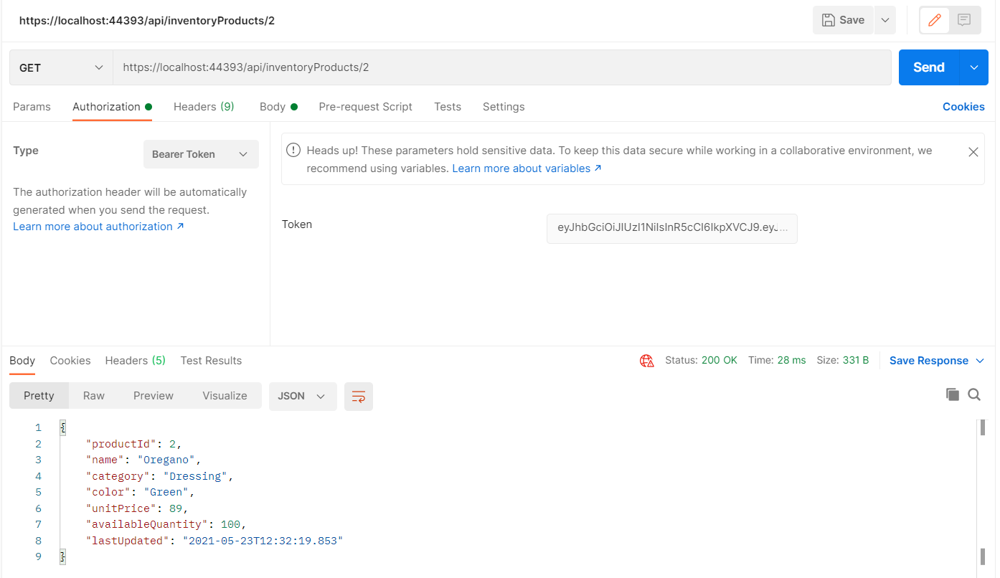 https://localhost:44393/api/inventoryProducts/2
Save
GET
https://localhost:44393/api/inventoryProducts/2
Send
Params
Authorization
Headers (9)
Body
Pre-request Script
Tests
Settings
Cookies
Type
Bearer Token
The authorization header will be automatically
generated when you send the request.
Learn more about authorization ↗
Heads up! These parameters hold sensitive data. To keep this data secure while working in a collaborative environment, we
recommend using variables. Learn more about variables ↗
Token
eyJhbGciOiJIUzI1NiIsInR5cCI6IkpXVCJ9.eyJ...
Body
Cookies
Headers (5)
Test Results
Status: 200 OK
Time: 28 ms
Size: 331 B
Save Response
Pretty
Raw
Preview
Visualize
JSON
1 {
2 "productId": 2,
3 "name": "Oregano",
4 "category": "Dressing",
5 "color": "Green",
6 "unitPrice": 89,
7 "availableQuantity": 100,
8 "lastUpdated": "2021-05-23T12:32:19.853"
9 }